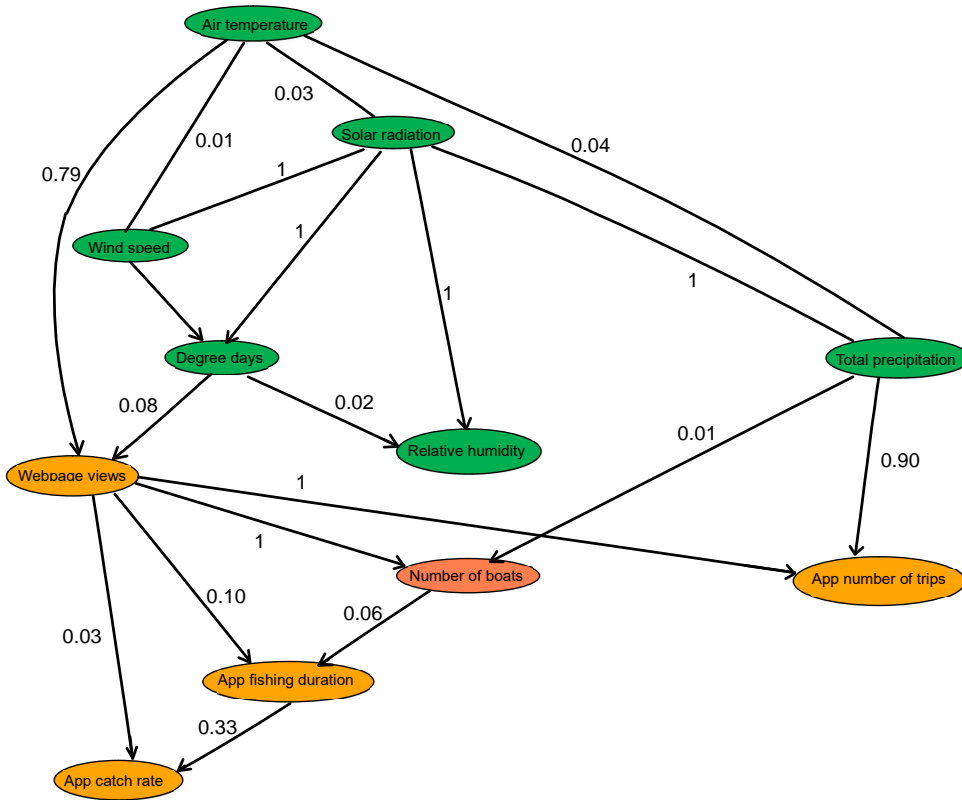 Air temperature
0.03
Solar radiation
0.01
0.04
0.79
1
1
Wind speed
1
1
Degree days
Total precipitation
0.08
0.02
0.01
Relative humidity
0.90
Webpage views
1
1
Number of boats
App number of trips
0.10
0.06
0.03
App fishing duration
0.33
App catch rate